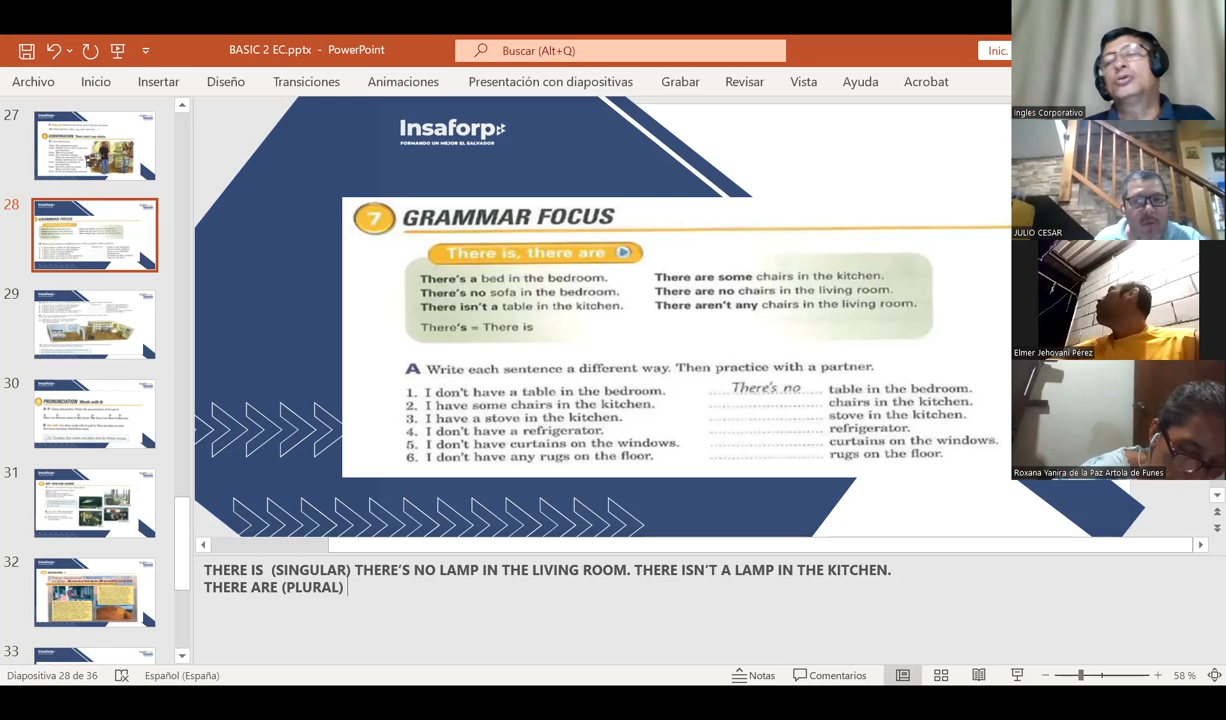 BASIC 2 EC.pptx - PowerPoint
Buscar (Alt+Q)
Inic.
Archivo Inicio Insertar Diseño Transiciones Animaciones Presentación con diapositivas Grabar Revisar Vista Ayuda Acrobat
27
28
29
30
31
32
33
Insaforp
FORMANDO UN MEJOR EL SALVADOR
7 GRAMMAR FOCUS
There is, there are
There's a bed in the bedroom. There are some chairs in the kitchen.
There's no sofa in the bedroom. There are no chairs in the living room.
There isn't a table in the kitchen. There aren't any chairs in the living room.
There's = There is
A Write each sentence a different way. Then practice with a partner.
1. I don't have a table in the bedroom. There's no table in the bedroom.
2. I have some chairs in the kitchen. chairs in the kitchen.
3. I have a stove in the kitchen. stove in the kitchen.
4. I don't have a refrigerator. refrigerator.
5. I don't have curtains on the windows. curtains on the windows.
6. I don't have any rugs on the floor. rugs on the floor.
THERE IS (SINGULAR) THERE'S NO LAMP IN THE LIVING ROOM. THERE ISN'T A LAMP IN THE KITCHEN.
THERE ARE (PLURAL)
Ingles Corporativo
JULIO CESAR
Elmer Jehovani Pérez
Roxana Yanira de la Paz Artola de Funes
Diapositiva 28 de 36 Español (España) Notas Comentarios 58 %